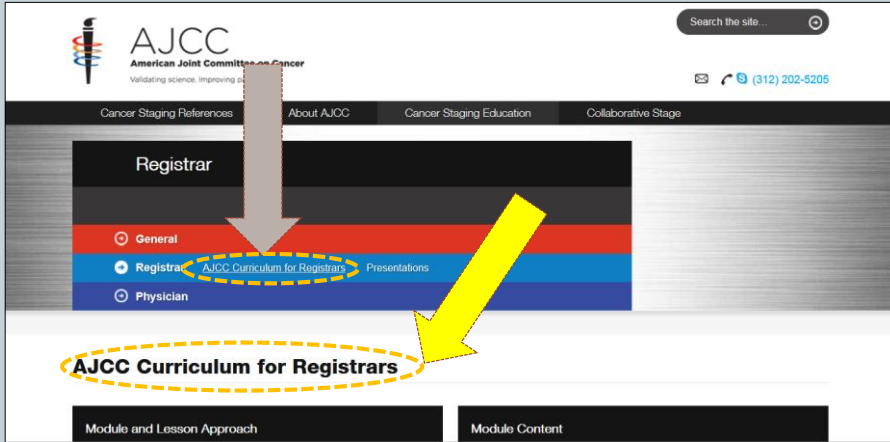 Search the site...
AJCC
American Joint Committee on Cancer
Validating science. Improving
(312) 202-5205
Cancer Staging References About AJCC Cancer Staging Education Collaborative Stage
Registrar
General
Registrar AJCC Curriculum for Registrars Presentations
Physician
AJCC Curriculum for Registrars
Module and Lesson Approach Module Content